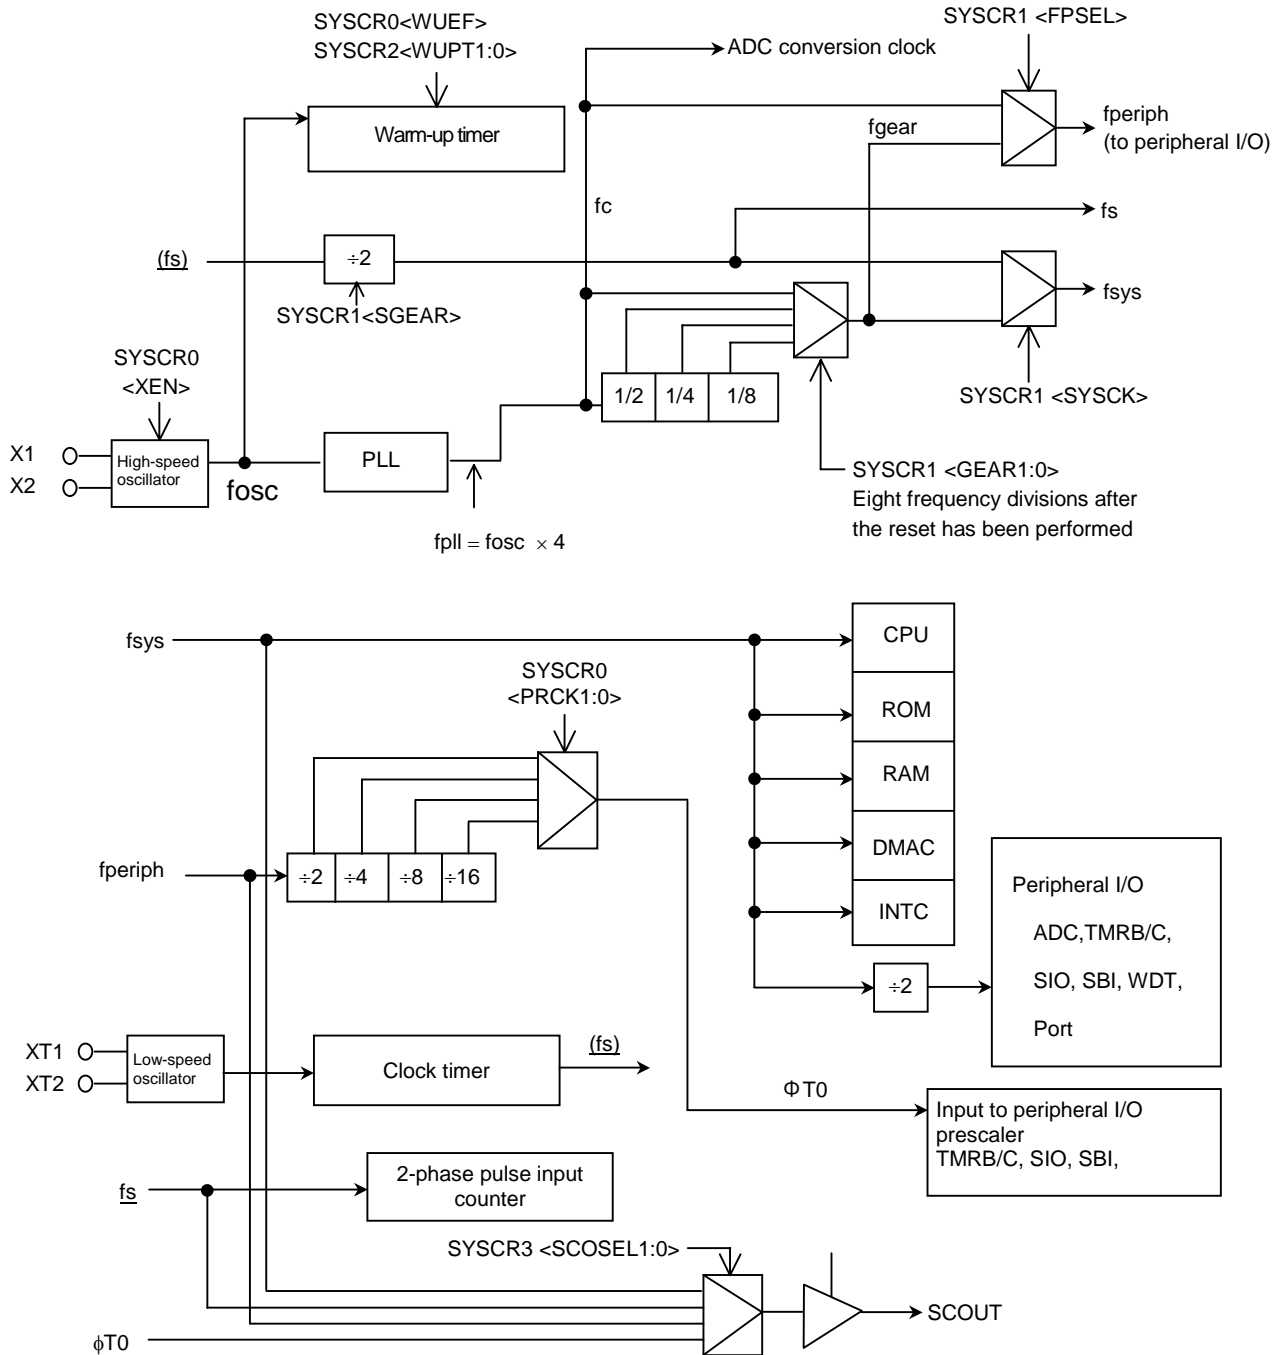 SYSCR0<WUEF>
SYSCR2<WUPT1:0>
SYSCR1 <FPSEL>
ADC conversion clock
Warm-up timer
fgear
fperiph
(to peripheral I/O)
fc
fs
(fs)
÷2
SYSCR1<SGEAR>
fsys
SYSCR0
<XEN>
1/2
1/4
1/8
SYSCR1 <SYSCK>
X1
X2
High-speed
oscillator
fosc
PLL
SYSCR1 <GEAR1:0>
Eight frequency divisions after
the reset has been performed
fpll = fosc × 4
fsys
CPU
SYSCR0
<PRCK1:0>
ROM
RAM
DMAC
INTC
fperiph
÷2
÷4
÷8
÷16
÷2
Peripheral I/O
ADC,TMRB/C,
SIO, SBI, WDT,
Port
XT1
XT2
Low-speed
oscillator
Clock timer
(fs)
ΦT0
Input to peripheral I/O
prescaler
TMRB/C, SIO, SBI,
fs
2-phase pulse input
counter
SYSCR3 <SCOSEL1:0>
SCOUT
ϕT0